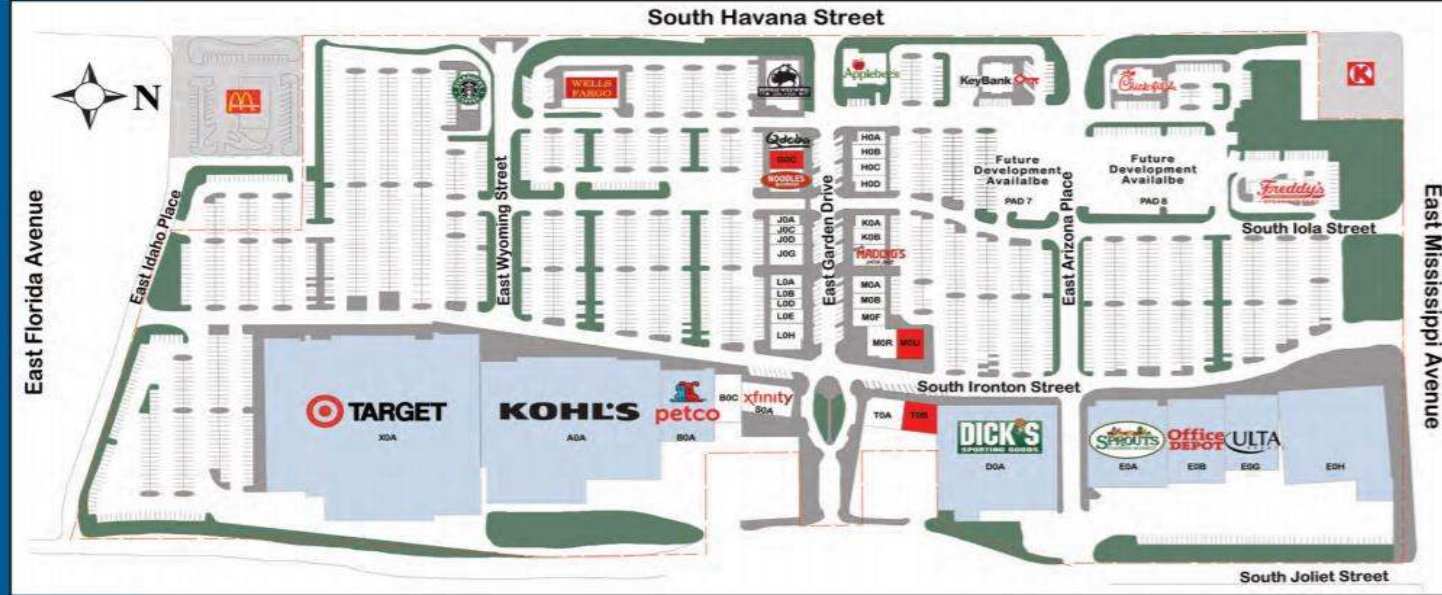 South Havana Street
N
East Florida Avenue
East Idaho Place
WELLS
FARGO
Applebee's
KeyBank
Chick-fil-A
K
East Wyoming Street
Qdoba
G0C
NOODLES
East Garden Drive
H0A
H0B
H0C
H0D
Future
Development
Availalbe
PAD 7
East Arizona Place
Future
Development
Availalbe
PAD 8
Freddy's
South Iola Street
East Mississippi Avenue
J0A
J0C
J0D
J0G
K0A
K0B
MADDIG'S
L0A
L0B
L0D
L0E
L0H
M0A
M0B
M0F
M0R
M0U
South Ironton Street
TARGET
X0A
KOHL'S
A0A
petco
B0A
B0C
xfinity
S0A
T0A
T0B
DICK'S
SPORTING GOODS
D0A
SPROUTS
E0A
Office
DEPOT
E0B
ULTA
E0G
E0H
South Joliet Street